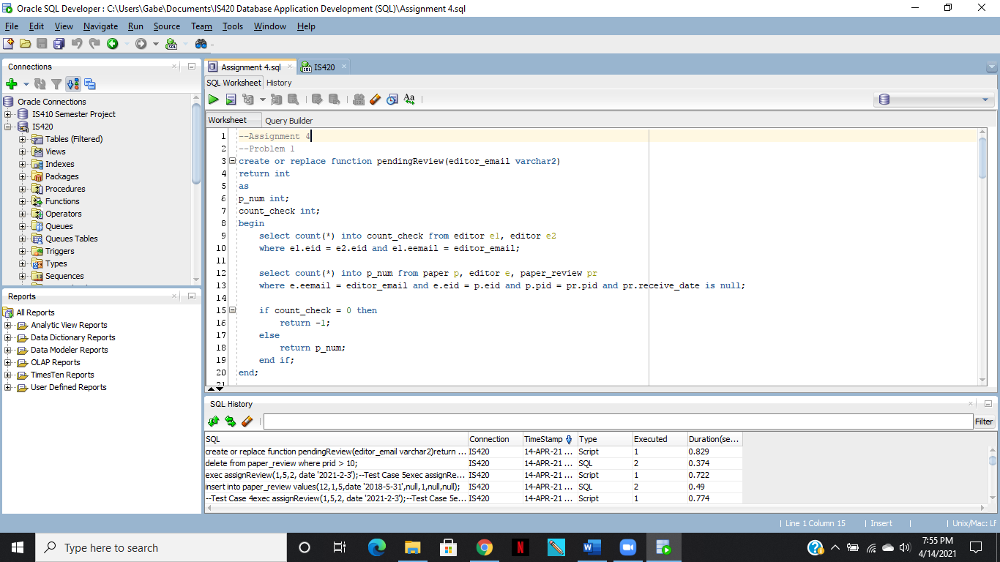 Oracle SQL Developer : C:\Users\Gabe\Documents\IS420 Database Application Development (SQL)\Assignment 4.sql
File Edit View Navigate Run Source Team Tools Window Help
Connections
Oracle Connections
IS410 Semester Project
IS420
Tables (Filtered)
Views
Indexes
Packages
Procedures
Functions
Operators
Queues
Queues Tables
Triggers
Types
Sequences
Reports
All Reports
Analytic View Reports
Data Dictionary Reports
Data Modeler Reports
OLAP Reports
TimesTen Reports
User Defined Reports
Assignment 4.sql IS420
SQL Worksheet History
Worksheet Query Builder
1 --Assignment 4
2 --Problem 1
3 create or replace function pendingReview(editor_email varchar2)
4 return int
5 as
6 p_num int;
7 count_check int;
8 begin
9 select count(*) into count_check from editor e1, editor e2
10 where e1.eid = e2.eid and e1.eemail = editor_email;
11
12 select count(*) into p_num from paper p, editor e, paper_review pr
13 where e.eemail = editor_email and e.eid = p.eid and p.pid = pr.pid and pr.receive_date is null;
14
15 if count_check = 0 then
16 return -1;
17 else
18 return p_num;
19 end if;
20 end;
21
SQL History
Filter
SQL Connection TimeStamp Type Executed Duration(se...
create or replace function pendingReview(editor_email varchar2)return ... IS420 14-APR-21 ... Script 1 0.829
delete from paper_review where prid > 10; IS420 14-APR-21 ... SQL 2 0.374
exec assignReview(1,5,2, date '2021-2-3');--Test Case 5exec assignRe... IS420 14-APR-21 ... Script 1 0.722
insert into paper_review values(12,1,5,date '2018-5-31',null,1,null,null); IS420 14-APR-21 ... SQL 2 0.49
--Test Case 4exec assignReview(1,5,2, date '2021-2-3');--Test Case 5e... IS420 14-APR-21 ... Script 1 0.774
Line 1 Column 15 Insert Unix/Mac: LF
Type here to search
7:55 PM
4/14/2021